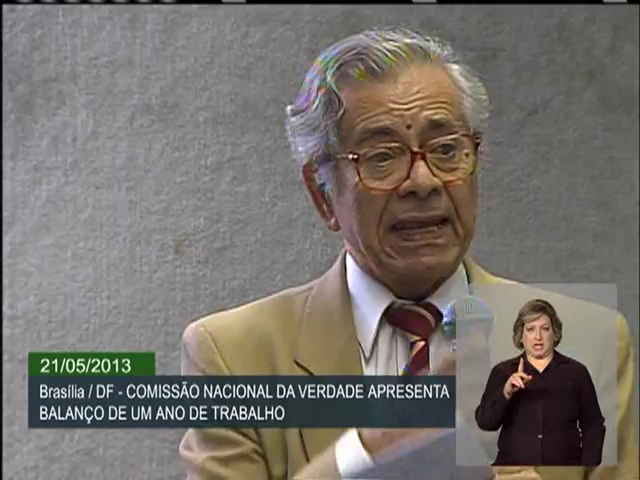 21/05/2013
Brasília / DF - COMISSÃO NACIONAL DA VERDADE APRESENTA
BALANÇO DE UM ANO DE TRABALHO